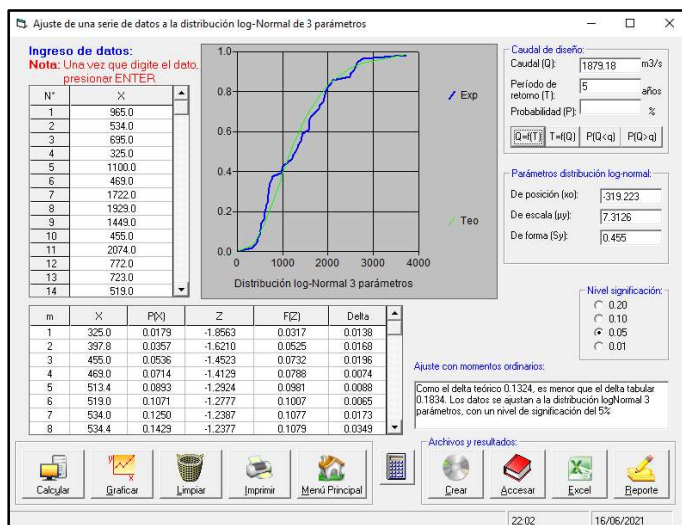 Ajuste de una serie de datos a la distribución log-Normal de 3 parámetros
Ingreso de datos:
Nota: Una vez que digite el dato,
presionar ENTER
N° X
1 965.0
2 534.0
3 695.0
4 325.0
5 1100.0
6 469.0
7 1722.0
8 1929.0
9 1449.0
10 455.0
11 2074.0
12 772.0
13 723.0
14 519.0
1.0
0.8
0.6
0.4
0.2
0.0
0 1000 2000 3000 4000
Distribución log-Normal 3 parámetros
Exp
Teo
Caudal de diseño:
Caudal (Q): 1879.18 m3/s
Período de
retorno (T): 5 años
Probabilidad (P): %
Q=f(T) T=f(Q) P(Q<q) P(Q>q)
Parámetros distribución log-normal:
De posición (xo): -319.223
De escala (µy): 7.3126
De forma (Sy): 0.455
Nivel significación:
0.20
0.10
0.05
0.01
m X P(X) Z F(Z) Delta
1 325.0 0.0179 -1.8563 0.0317 0.0138
2 397.8 0.0357 -1.6210 0.0525 0.0168
3 455.0 0.0536 -1.4523 0.0732 0.0196
4 469.0 0.0714 -1.4129 0.0788 0.0074
5 513.4 0.0893 -1.2924 0.0981 0.0088
6 519.0 0.1071 -1.2777 0.1007 0.0065
7 534.0 0.1250 -1.2387 0.1077 0.0173
8 534.4 0.1429 -1.2377 0.1079 0.0349
Ajuste con momentos ordinarios:
Como el delta teórico 0.1324, es menor que el delta tabular
0.1834. Los datos se ajustan a la distribución logNormal 3
parámetros, con un nivel de significación del 5%
Archivos y resultados:
Calcular Graficar Limpiar Imprimir Menú Principal Crear Accesar Excel Reporte
22:02 16/06/2021